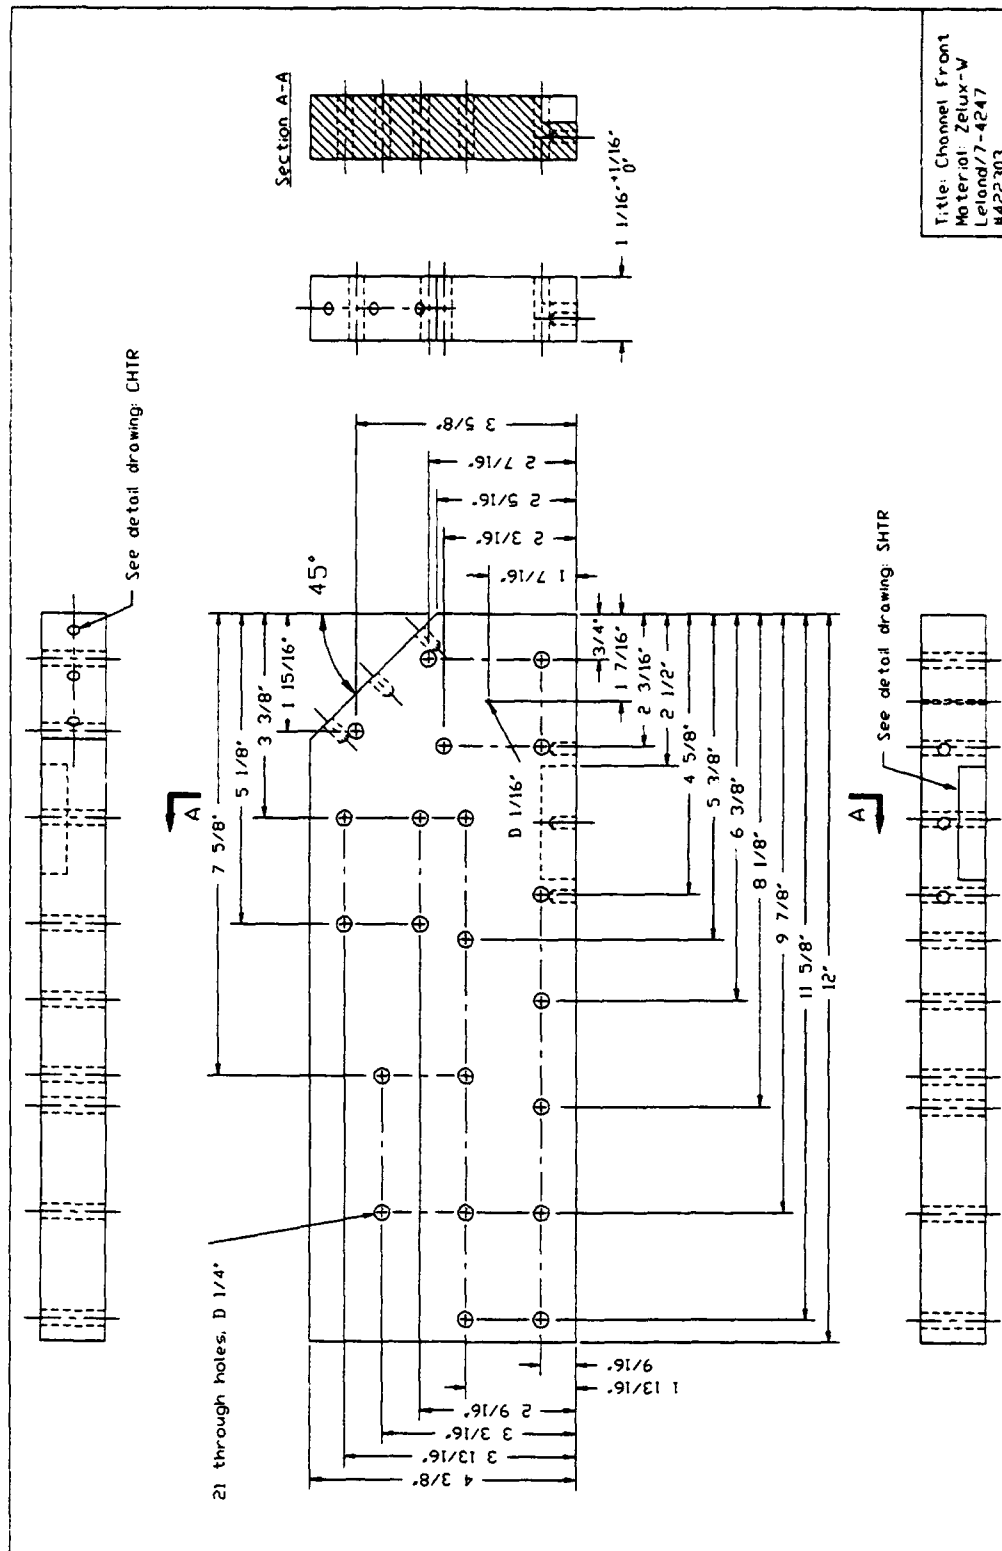 Section A-A
1 1/16" +1/16"
0"
Title: Channel Front
Material: Zelux-W
Leland/7-4247
#422303
See detail drawing: CHTR
45°
3 5/8"
2 7/16"
2 5/16"
2 3/16"
1 7/16"
1 15/16"
3 3/8"
5 1/8"
7 5/8"
3/4"
1 7/16"
2 3/16"
2 1/2"
4 5/8"
5 3/8"
6 3/8"
8 1/8"
9 7/8"
11 5/8"
12"
D 1/16"
A
A
See detail drawing: SHTR
21 through holes, D 1/4"
9/16"
1 13/16"
2 9/16"
3 3/16"
3 13/16"
4 3/8"